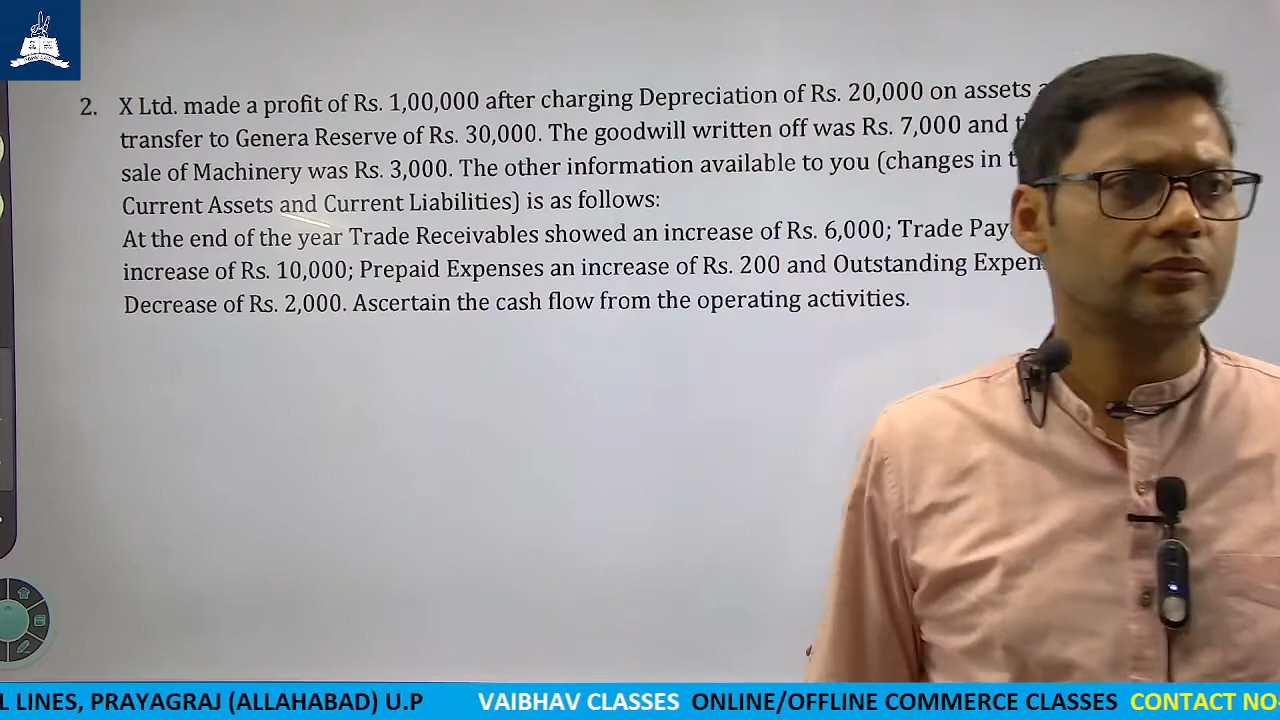 2. X Ltd. made a profit of Rs. 1,00,000 after charging Depreciation of Rs. 20,000 on assets
transfer to Genera Reserve of Rs. 30,000. The goodwill written off was Rs. 7,000 and
sale of Machinery was Rs. 3,000. The other information available to you (changes in
Current Assets and Current Liabilities) is as follows:
At the end of the year Trade Receivables showed an increase of Rs. 6,000; Trade
increase of Rs. 10,000; Prepaid Expenses an increase of Rs. 200 and Outstanding
Decrease of Rs. 2,000. Ascertain the cash flow from the operating activities.
LINES, PRAYAGRAJ (ALLAHABAD) U.P VAIBHAV CLASSES ONLINE/OFFLINE COMMERCE CLASSES CONTACT NO